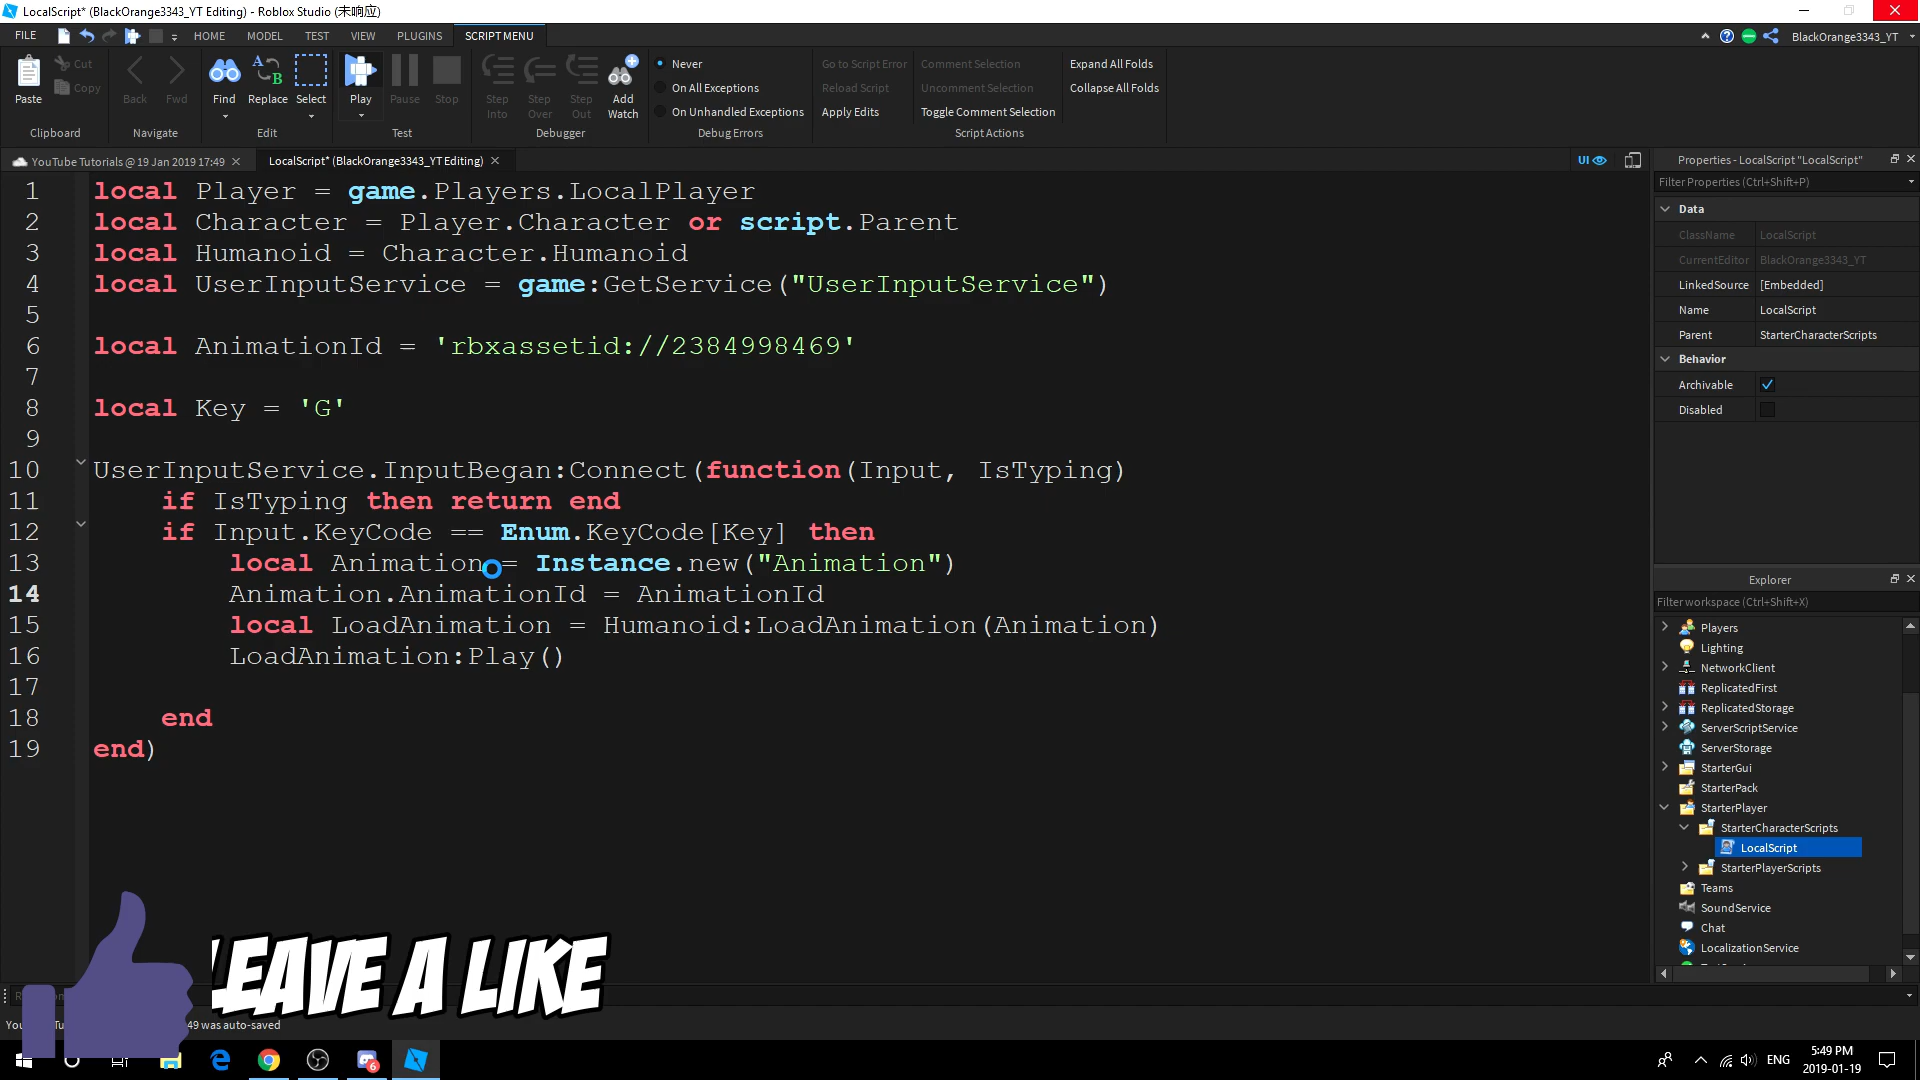 LocalScript* (BlackOrange3343_YT Editing) - Roblox Studio (未响应)
FILE HOME MODEL TEST VIEW PLUGINS SCRIPT MENU BlackOrange3343_YT
Paste Cut Copy Back Fwd Find Replace Select Play Pause Stop Step Into Step Over Step Out Add Watch
Never
On All Exceptions
On Unhandled Exceptions
Go to Script Error
Reload Script
Apply Edits
Comment Selection
Uncomment Selection
Toggle Comment Selection
Expand All Folds
Collapse All Folds
Clipboard Navigate Edit Test Debugger Debug Errors Script Actions
YouTube Tutorials @ 19 Jan 2019 17:49 LocalScript* (BlackOrange3343_YT Editing) UI
1 local Player = game.Players.LocalPlayer
2 local Character = Player.Character or script.Parent
3 local Humanoid = Character.Humanoid
4 local UserInputService = game:GetService("UserInputService")
5
6 local AnimationId = 'rbxassetid://2384998469'
7
8 local Key = 'G'
9
10 UserInputService.InputBegan:Connect(function(Input, IsTyping)
11 if IsTyping then return end
12 if Input.KeyCode == Enum.KeyCode[Key] then
13 local Animation = Instance.new("Animation")
14 Animation.AnimationId = AnimationId
15 local LoadAnimation = Humanoid:LoadAnimation(Animation)
16 LoadAnimation:Play()
17
18 end
19 end)
Properties - LocalScript "LocalScript"
Filter Properties (Ctrl+Shift+P)
Data
ClassName LocalScript
CurrentEditor BlackOrange3343_YT
LinkedSource [Embedded]
Name LocalScript
Parent StarterCharacterScripts
Behavior
Archivable
Disabled
Explorer
Filter workspace (Ctrl+Shift+X)
Players
Lighting
NetworkClient
ReplicatedFirst
ReplicatedStorage
ServerScriptService
ServerStorage
StarterGui
StarterPack
StarterPlayer
StarterCharacterScripts
LocalScript
StarterPlayerScripts
Teams
SoundService
Chat
LocalizationService
LEAVE A LIKE
49 was auto-saved
6
ENG
5:49 PM
2019-01-19